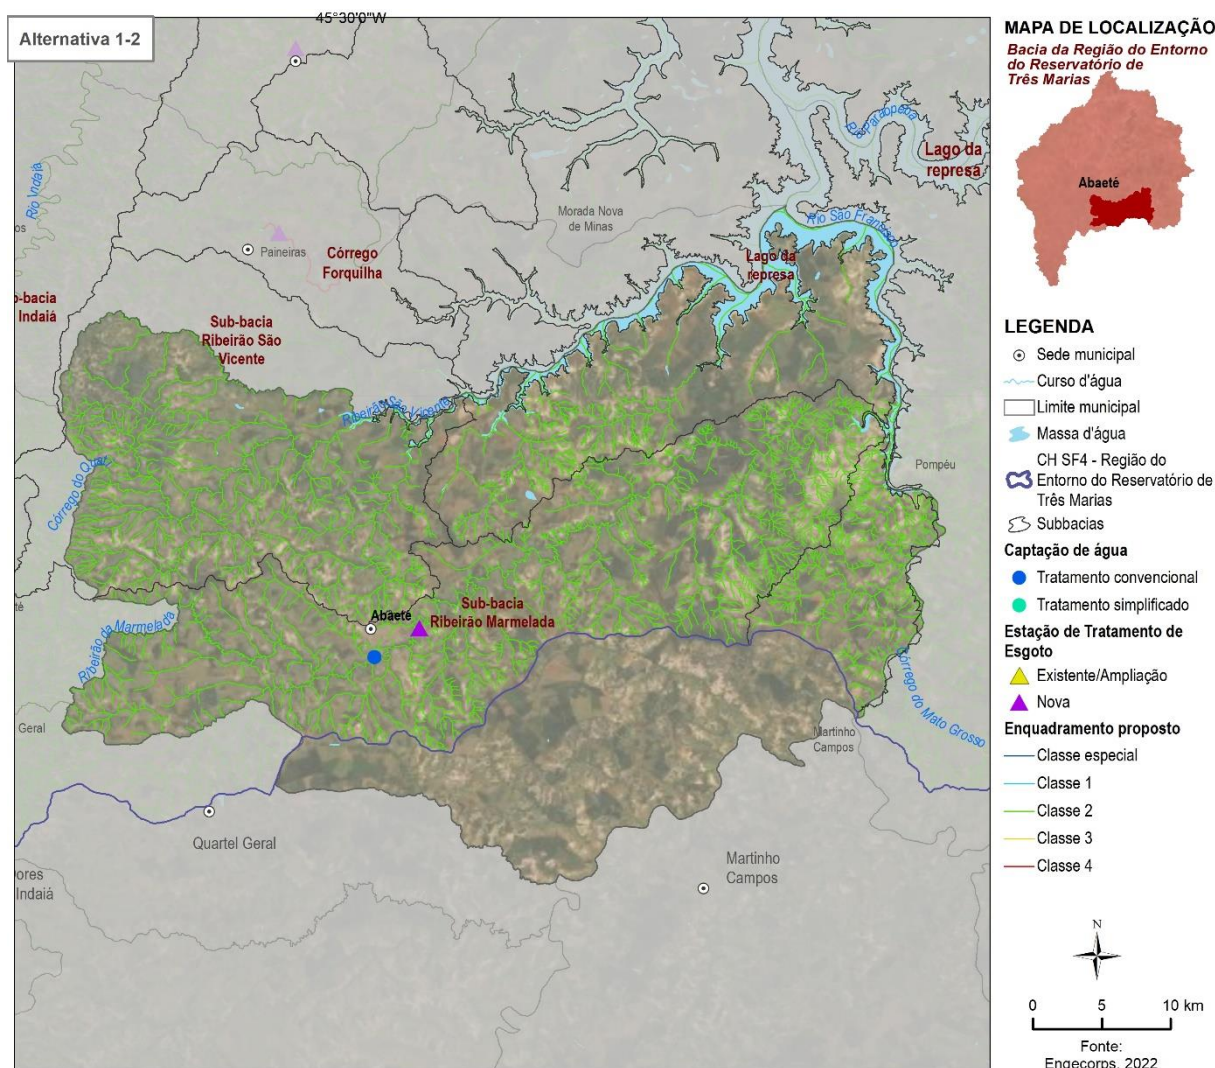 45°30'0"W
Alternativa 1-2
Rio Indaiá
Rio Paraopeba
Lago da
represa
Morada Nova
de Minas
Rio São Francisco
Paineiras
Córrego
Forquilha
Lago da
represa
Indaiá
Sub-bacia
Ribeirão São
Vicente
Ribeirão São Vicente
Córrego do Quati
Pompéu
Abaeté
Sub-bacia
Ribeirão Marmelada
Ribeirão da Marmelada
Córrego do Mato Grosso
Geral
Martinho
Campos
Quartel Geral
Martinho
Campos
ores
Indaiá
MAPA DE LOCALIZAÇÃO
Bacia da Região do Entorno
do Reservatório de
Três Marias
Abaeté
LEGENDA
Sede municipal
Curso d'água
Limite municipal
Massa d'água
CH SF4 - Região do
Entorno do Reservatório de
Três Marias
Subbacias
Captação de água
Tratamento convencional
Tratamento simplificado
Estação de Tratamento de
Esgoto
Existente/Ampliação
Nova
Enquadramento proposto
Classe especial
Classe 1
Classe 2
Classe 3
Classe 4
N
0 5 10 km
Fonte:
Engecorps, 2022